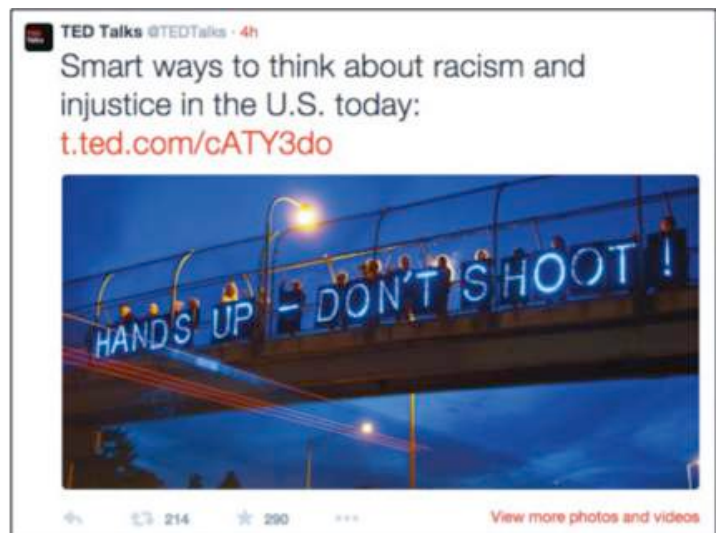 TED Talks @TEDTalks · 4h
Smart ways to think about racism and
injustice in the U.S. today:
t.ted.com/cATY3do
HANDS UP - DON'T SHOOT!
214 290
View more photos and videos